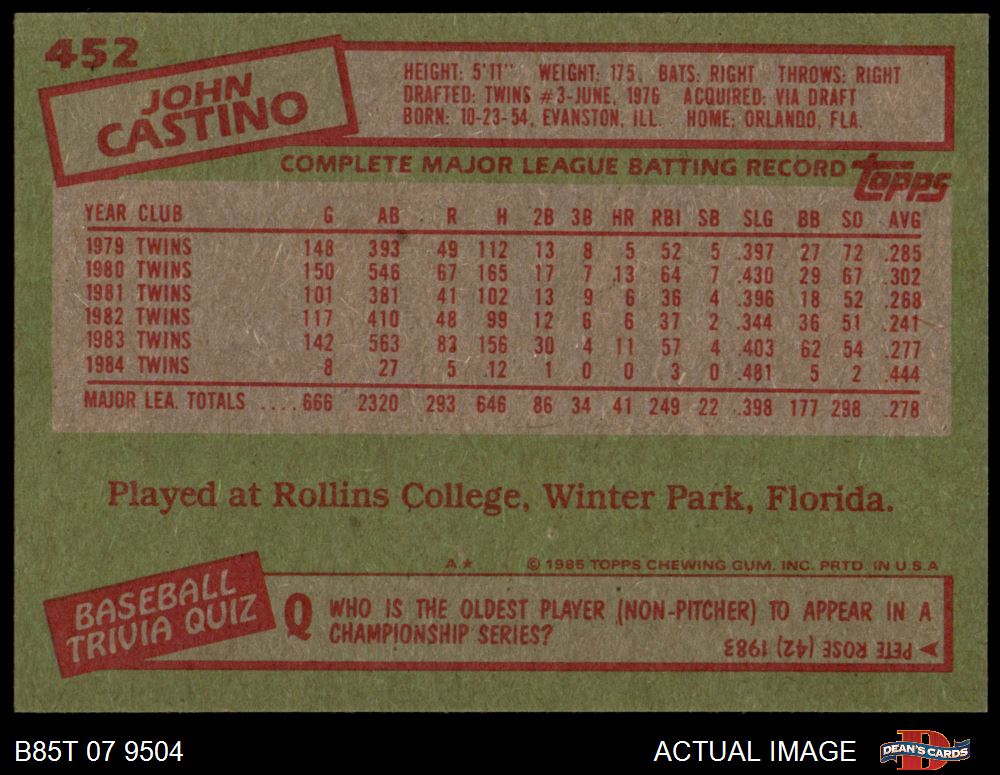 452
JOHN
CASTINO
HEIGHT: 5'11" WEIGHT: 175 BATS: RIGHT THROWS: RIGHT
DRAFTED: TWINS #3-JUNE, 1976 ACQUIRED: VIA DRAFT
BORN: 10-23-54, EVANSTON, ILL. HOME: ORLANDO, FLA.
COMPLETE MAJOR LEAGUE BATTING RECORD topps
YEAR CLUB G AB R H 2B 3B HR RBI SB SLG BB SO AVG
1979 TWINS 148 393 49 112 13 8 5 52 5 .397 27 72 .285
1980 TWINS 150 546 67 165 17 7 13 64 7 .430 29 67 .302
1981 TWINS 101 381 41 102 13 9 6 36 4 .396 18 52 .268
1982 TWINS 117 410 48 99 12 6 6 37 2 .344 36 51 .241
1983 TWINS 142 563 83 156 30 4 11 57 4 .403 62 54 .277
1984 TWINS 8 27 5 12 1 0 0 3 0 .481 5 2 .444
MAJOR LEA. TOTALS .... 666 2320 293 646 86 34 41 249 22 .398 177 298 .278
Played at Rollins College, Winter Park, Florida.
A* © 1985 TOPPS CHEWING GUM, INC. PRTD. IN U.S.A
BASEBALL
TRIVIA QUIZ
Q WHO IS THE OLDEST PLAYER (NON-PITCHER) TO APPEAR IN A
CHAMPIONSHIP SERIES?
PETE ROSE (42) 1983
B85T 07 9504 ACTUAL IMAGE D DEAN'S CARDS